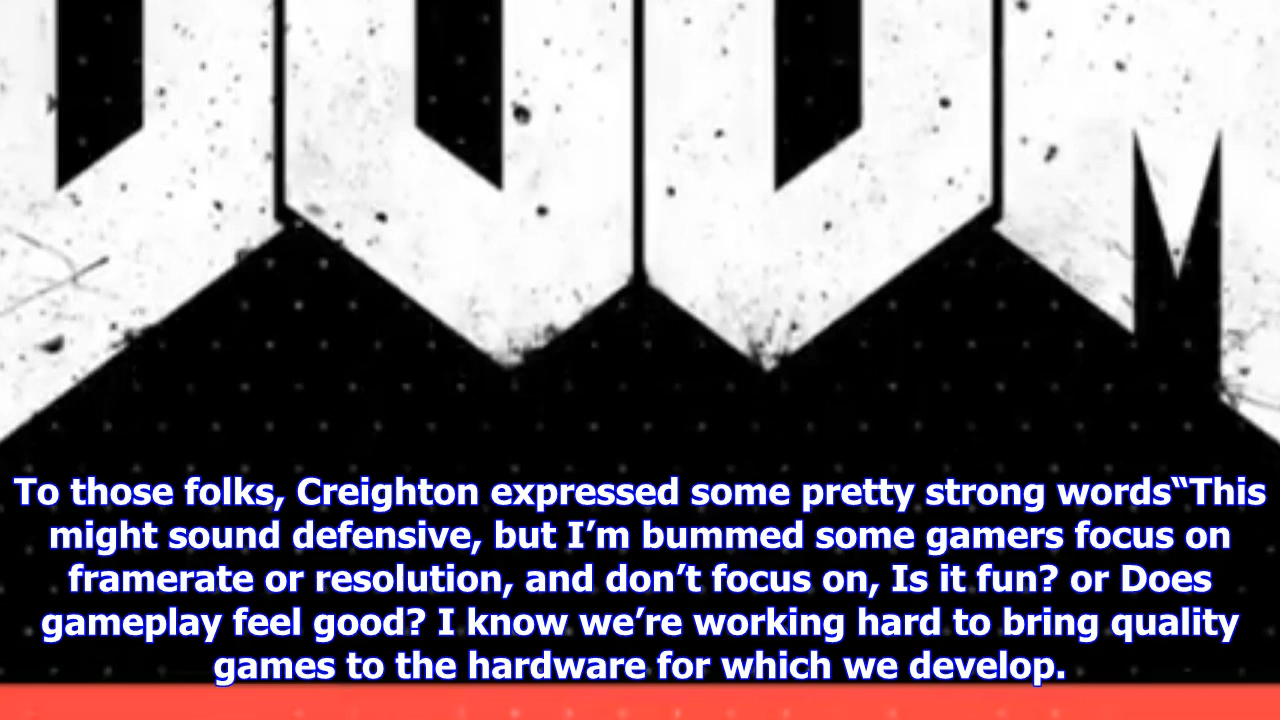 DOOM
To those folks, Creighton expressed some pretty strong words“This
might sound defensive, but I’m bummed some gamers focus on
framerate or resolution, and don’t focus on, Is it fun? or Does
gameplay feel good? I know we’re working hard to bring quality
games to the hardware for which we develop.